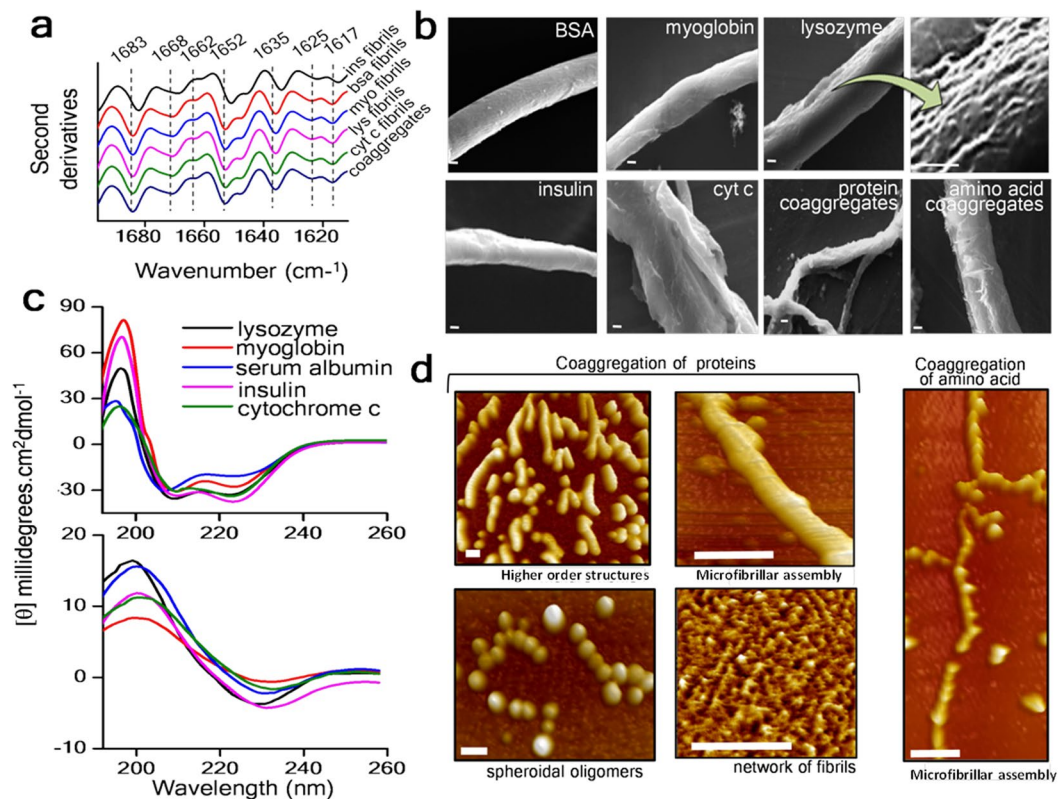 a
1683
1668
1662
1652
1635
1625
1617
ins fibrils
bsa fibrils
myo fibrils
lys fibrils
cyt c fibrils
coaggregates
Second
derivatives
1680
1660
1640
1620
Wavenumber (cm-1)
b
BSA
myoglobin
lysozyme
insulin
cyt c
protein
coaggregates
amino acid
coaggregates
c
90
60
30
0
-30
lysozyme
myoglobin
serum albumin
insulin
cytochrome c
200
220
240
260
20
10
0
-10
200
220
240
260
[θ] millidegrees.cm2dmol-1
Wavelength (nm)
d
Coaggregation of proteins
Coaggregation
of amino acid
Higher order structures
Microfibrillar assembly
spheroidal oligomers
network of fibrils
Microfibrillar assembly